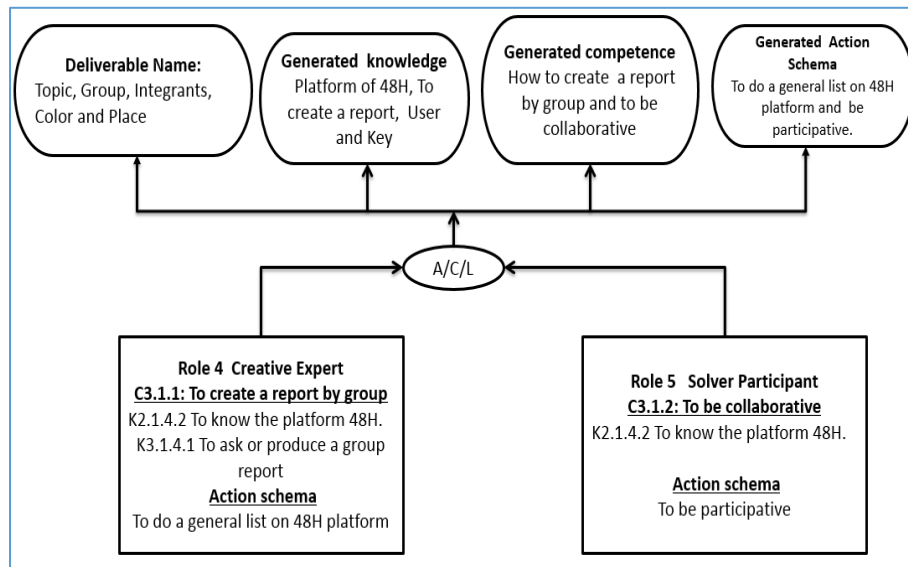 Deliverable Name:
Topic, Group, Integrants,
Color and Place
Generated knowledge
Platform of 48H, To
create a report, User
and Key
Generated competence
How to create a report
by group and to be
collaborative
Generated Action
Schema
To do a general list on 48H
platform and be
participative.
A/C/L
Role 4 Creative Expert
C3.1.1: To create a report by group
K2.1.4.2 To know the platform 48H.
K3.1.4.1 To ask or produce a group
report
Action schema
To do a general list on 48H platform
Role 5 Solver Participant
C3.1.2: To be collaborative
K2.1.4.2 To know the platform 48H.
Action schema
To be participative